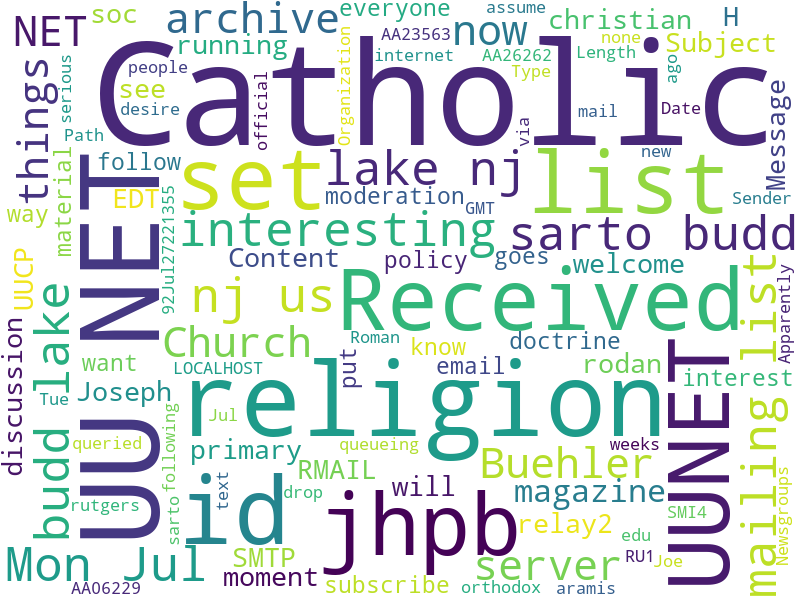 soc
archive
everyone
assume
christian
H
NET
running
AA23563
now
none
Subject
internet
AA26262
Length
things
serious
people
see
desire
official
Organization
Catholic
Type
ago
mail
Date
via
Path
material
follow
set
lake nj
list
new
Message
way
EDT
moderation
GMT
Sender
UUCP
92Jul27221355
interesting
sarto budd
Content
policy
goes
welcome
UU NET
nj us
Received
mailing list
Apparently
budd lake
discussion
Church
Roman
put
know
doctrine
want
LOCALHOST
email
rodan
interest
Tue
Joseph
religion
UUNET
Jul
queried
following
primary
queueing
weeks
Newsgroups
rutgers
sarto
id
text
drop
RMAIL
will
jhpb
Buehler
magazine
SMI4
relay2
edu
Mon Jul
SMTP
moment
server
RU1
Joe
AA06229
subscribe
orthodox
aramis